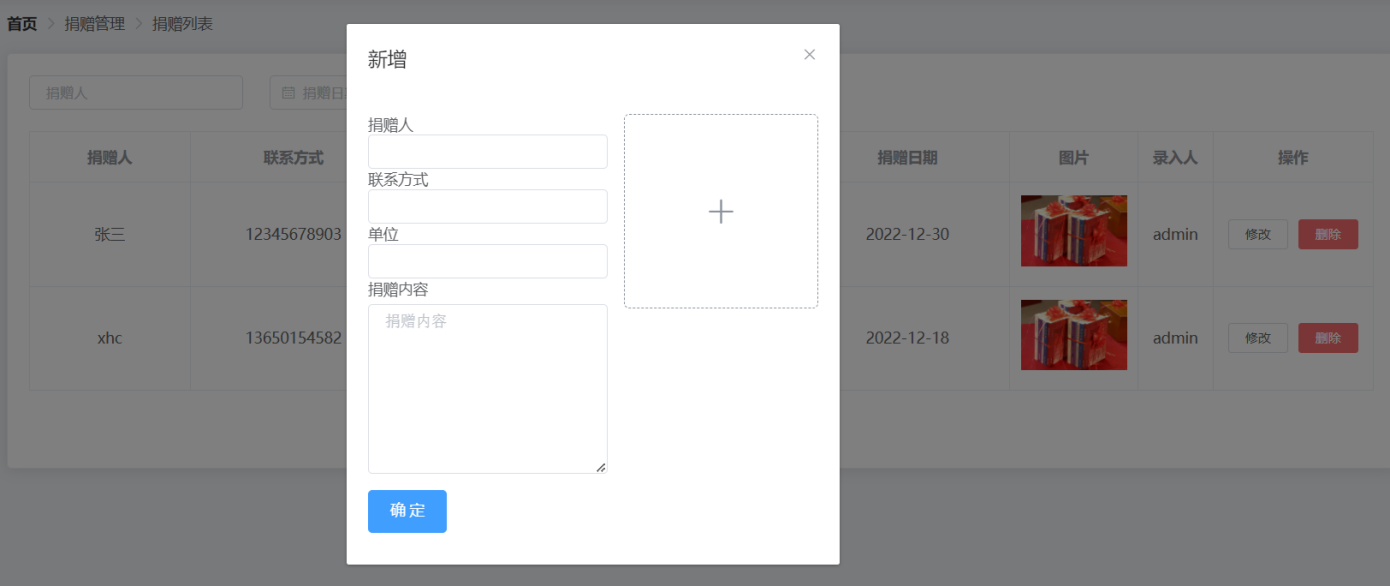 首页 > 捐赠管理 > 捐赠列表
捐赠人
捐赠日
捐赠人 联系方式 捐赠日期 图片 录入人 操作
张三 12345678903 2022-12-30 admin 修改 删除
xhc 13650154582 2022-12-18 admin 修改 删除
新增
捐赠人
联系方式
单位
捐赠内容
捐赠内容
确定